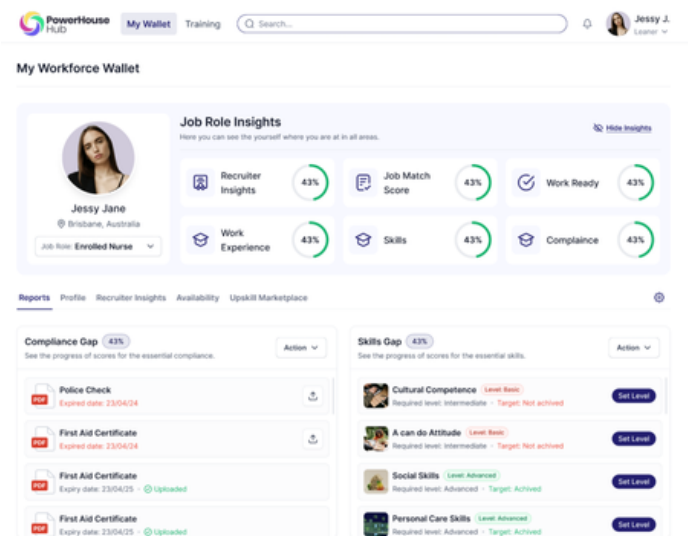 PowerHouse
Hub
My Wallet
Training
Search...
Jessy J.
Leaner
My Workforce Wallet
Jessy Jane
Brisbane, Australia
Job Role: Enrolled Nurse
Job Role Insights
Here you can see the yourself where you are at in all areas.
Hide Insights
Recruiter
Insights
43%
Job Match
Score
43%
Work Ready
43%
Work
Experience
43%
Skills
43%
Complaince
43%
Reports
Profile
Recruiter Insights
Availability
Upskill Marketplace
Compliance Gap 43%
See the progress of scores for the essential compliance.
Action
PDF
Police Check
Expired date: 23/04/24
PDF
First Aid Certificate
Expired date: 23/04/24
PDF
First Aid Certificate
Expiry date: 23/04/25 - Uploaded
PDF
First Aid Certificate
Expiry date: 23/04/25 - Uploaded
Skills Gap 43%
See the progress of scores for the essential skills.
Action
Cultural Competence Level: Basic
Required level: Intermediate - Target: Not achived
Set Level
A can do Attitude Level: Basic
Required level: Intermediate - Target: Not achived
Set Level
Social Skills Level: Advanced
Required level: Advanced - Target: Achived
Set Level
Personal Care Skills Level: Advanced
Required level: Advanced - Target: Achived
Set Level